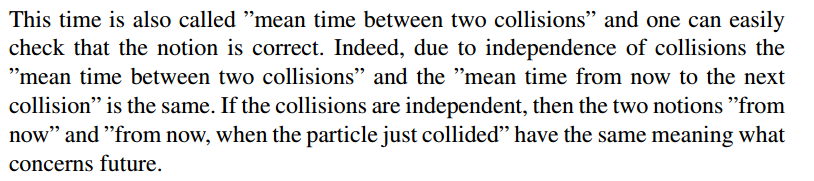 This time is also called ”mean time between two collisions” and one can easily
check that the notion is correct. Indeed, due to independence of collisions the
”mean time between two collisions” and the ”mean time from now to the next
collision” is the same. If the collisions are independent, then the two notions ”from
now” and ”from now, when the particle just collided” have the same meaning what
concerns future.